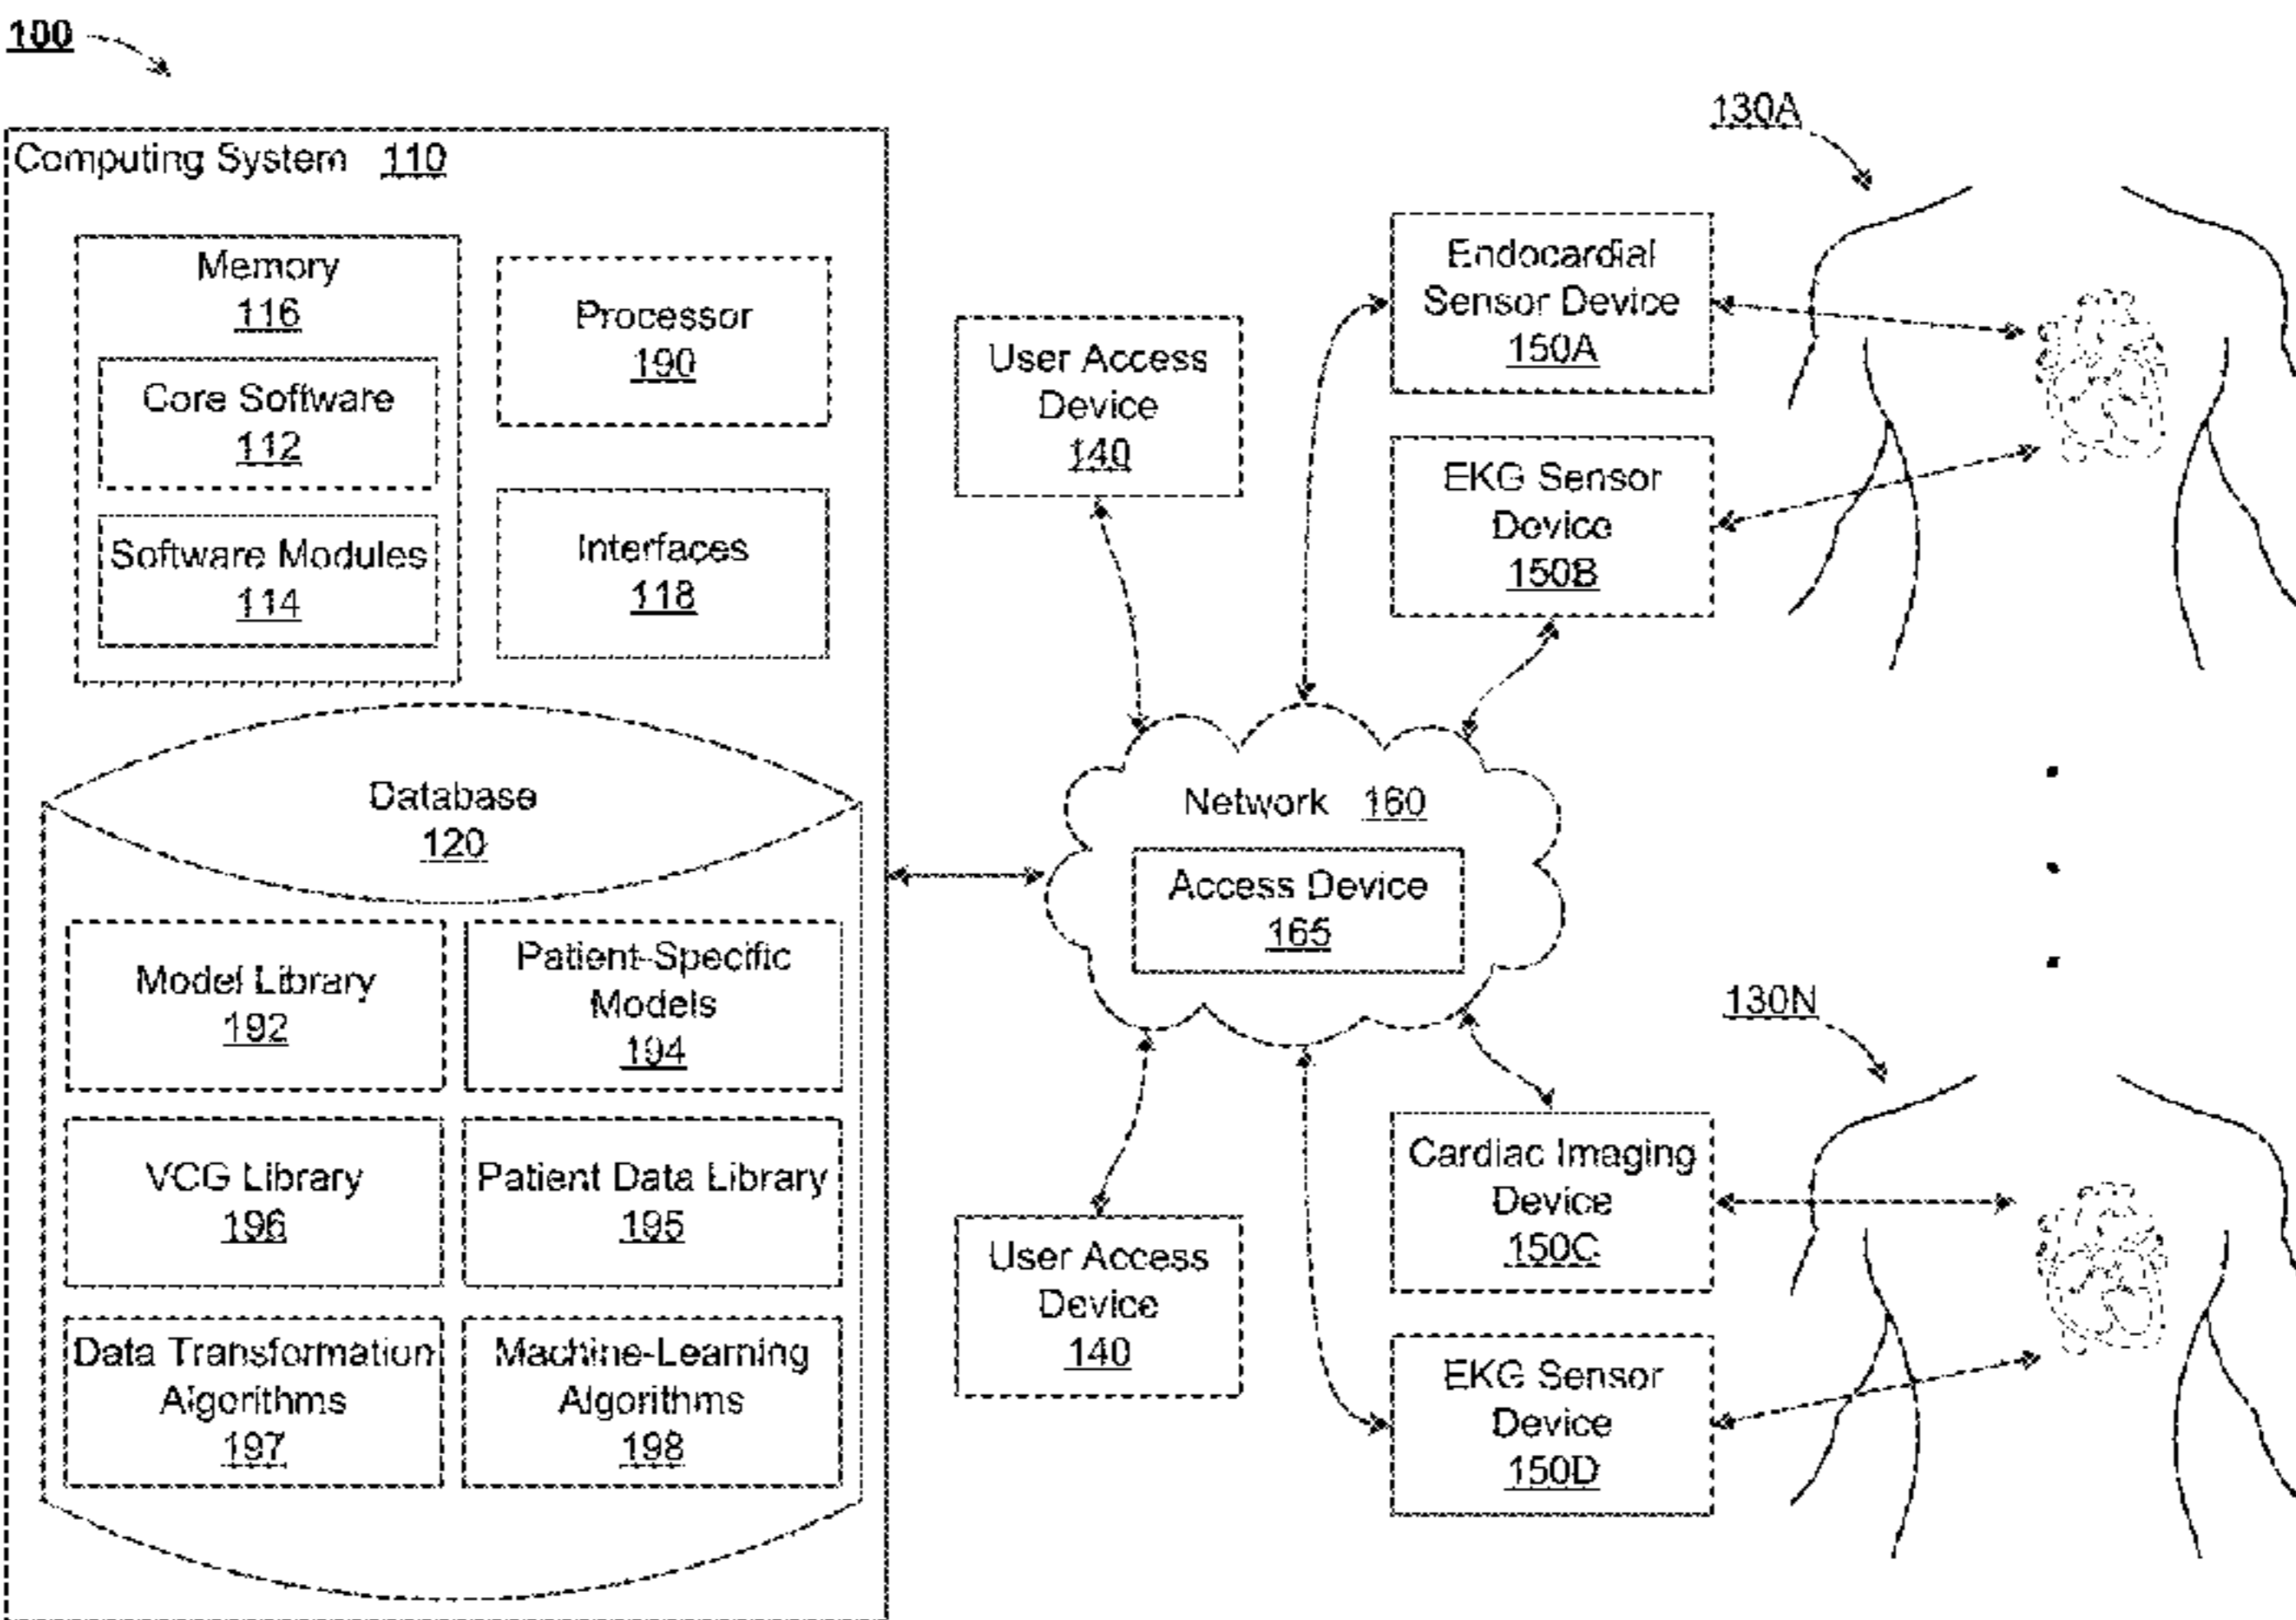 100
Computing System 110
Memory
116
Core Software
112
Software Modules
114
Processor
190
Interfaces
118
Database
120
Model Library
192
Patient-Specific
Models
194
VCG Library
196
Patient Data Library
195
Data Transformation
Algorithms
197
Machine-Learning
Algorithms
198
User Access
Device
140
Network 160
Access Device
165
User Access
Device
140
Endocardial
Sensor Device
150A
EKG Sensor
Device
150B
Cardiac Imaging
Device
150C
EKG Sensor
Device
150D
130A
130N